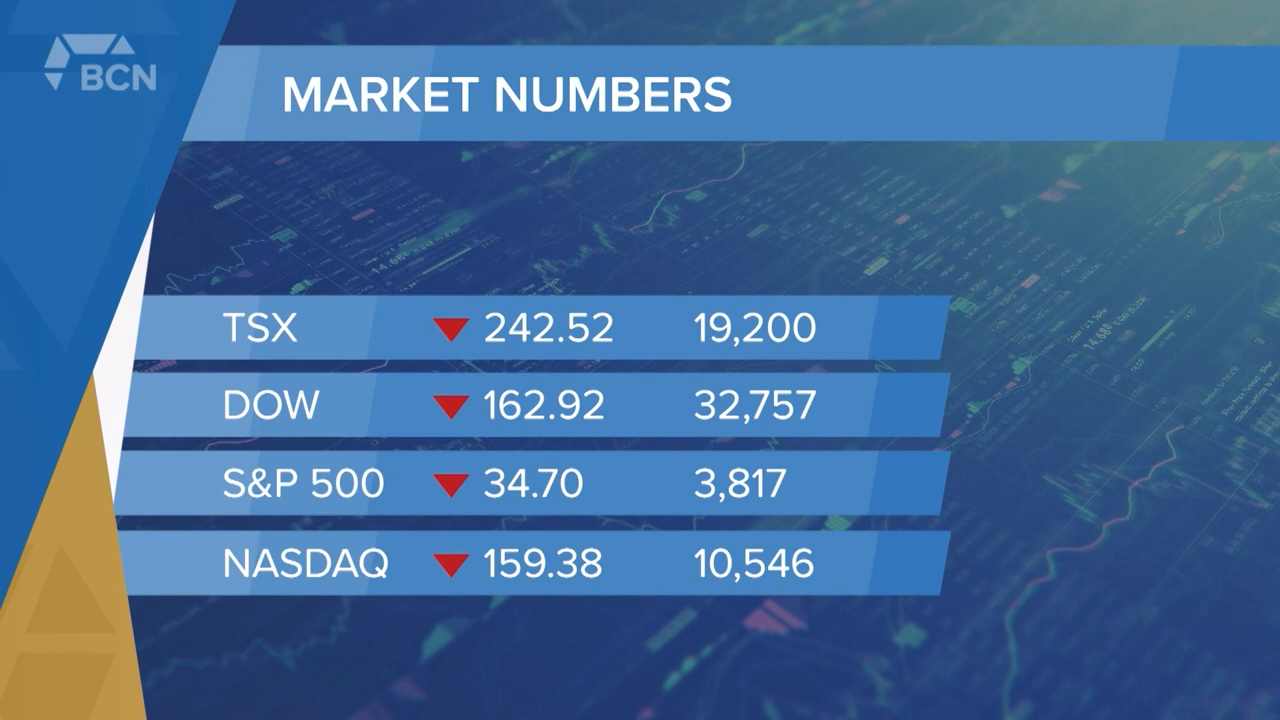 BCN
MARKET NUMBERS
TSX ▼ 242.52 19,200
DOW ▼ 162.92 32,757
S&P 500 ▼ 34.70 3,817
NASDAQ ▼ 159.38 10,546